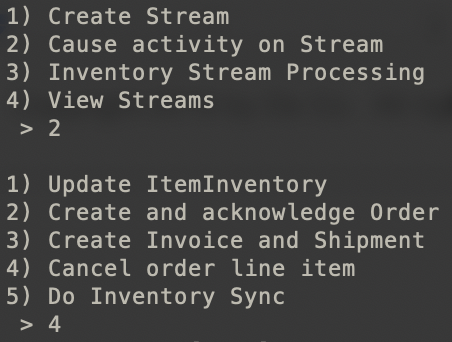 1) Create Stream
2) Cause activity on Stream
3) Inventory Stream Processing
4) View Streams
 > 2

1) Update ItemInventory
2) Create and acknowledge Order
3) Create Invoice and Shipment
4) Cancel order line item
5) Do Inventory Sync
 > 4